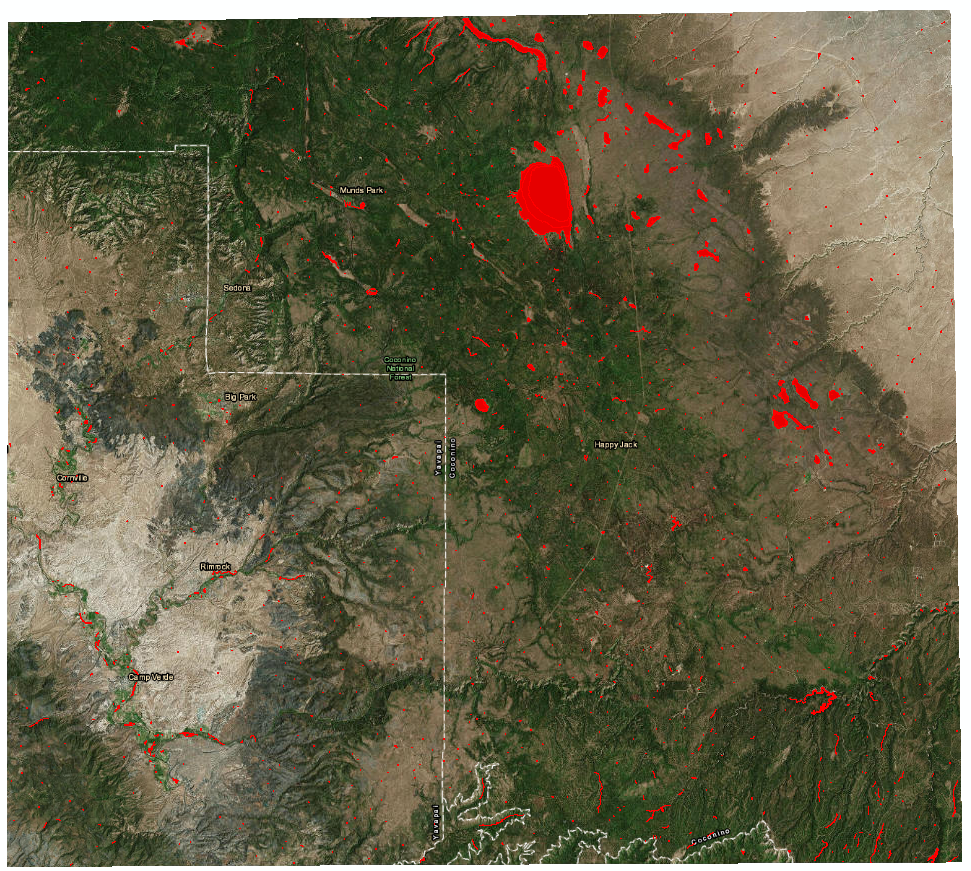 Munds Park
Sedona
Coconino
National
Forest
Big Park
Yavapai
Coconino
Happy Jack
Cornville
Rimrock
Camp Verde
Yavapai
Coconino